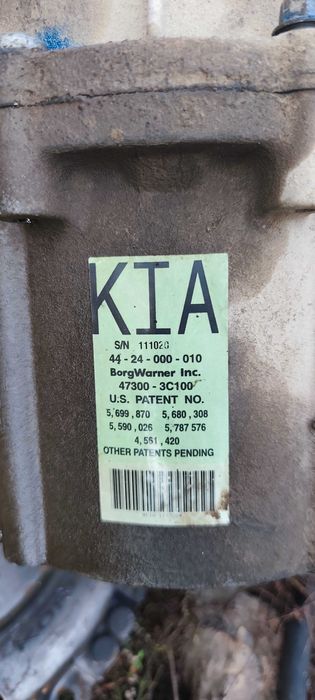 KIA
S/N 111020
44-24-000-010
BorgWarner Inc.
47300-3C100
U.S. PATENT NO.
5,699,870 5,680,308
5,590,026 5,787 576
4,561,420
OTHER PATENTS PENDING